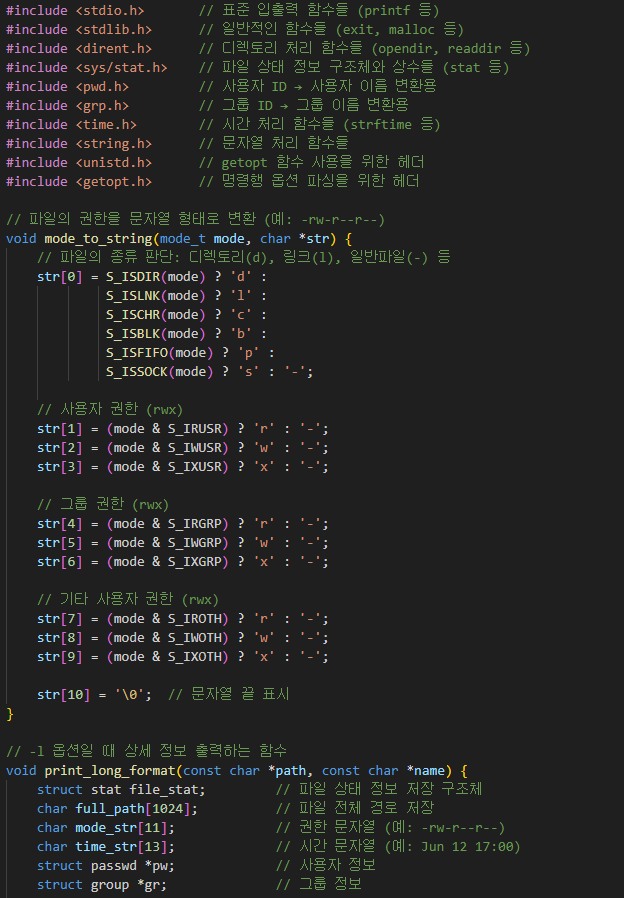 #include <stdio.h>       // 표준 입출력 함수들 (printf 등)
#include <stdlib.h>      // 일반적인 함수들 (exit, malloc 등)
#include <dirent.h>      // 디렉토리 처리 함수들 (opendir, readdir 등)
#include <sys/stat.h>    // 파일 상태 정보 구조체와 상수들 (stat 등)
#include <pwd.h>         // 사용자 ID → 사용자 이름 변환용
#include <grp.h>         // 그룹 ID → 그룹 이름 변환용
#include <time.h>        // 시간 처리 함수들 (strftime 등)
#include <string.h>      // 문자열 처리 함수들
#include <unistd.h>      // getopt 함수 사용을 위한 헤더
#include <getopt.h>      // 명령행 옵션 파싱을 위한 헤더

// 파일의 권한을 문자열 형태로 변환 (예: -rw-r--r--)
void mode_to_string(mode_t mode, char *str) {
    // 파일의 종류 판단: 디렉토리(d), 링크(l), 일반파일(-) 등
    str[0] = S_ISDIR(mode) ? 'd' :
             S_ISLNK(mode) ? 'l' :
             S_ISCHR(mode) ? 'c' :
             S_ISBLK(mode) ? 'b' :
             S_ISFIFO(mode) ? 'p' :
             S_ISSOCK(mode) ? 's' : '-';

    // 사용자 권한 (rwx)
    str[1] = (mode & S_IRUSR) ? 'r' : '-';
    str[2] = (mode & S_IWUSR) ? 'w' : '-';
    str[3] = (mode & S_IXUSR) ? 'x' : '-';

    // 그룹 권한 (rwx)
    str[4] = (mode & S_IRGRP) ? 'r' : '-';
    str[5] = (mode & S_IWGRP) ? 'w' : '-';
    str[6] = (mode & S_IXGRP) ? 'x' : '-';

    // 기타 사용자 권한 (rwx)
    str[7] = (mode & S_IROTH) ? 'r' : '-';
    str[8] = (mode & S_IWOTH) ? 'w' : '-';
    str[9] = (mode & S_IXOTH) ? 'x' : '-';

    str[10] = '\0';  // 문자열 끝 표시
}

// -l 옵션일 때 상세 정보 출력하는 함수
void print_long_format(const char *path, const char *name) {
    struct stat file_stat;         // 파일 상태 정보 저장 구조체
    char full_path[1024];          // 파일 전체 경로 저장
    char mode_str[11];             // 권한 문자열 (예: -rw-r--r--)
    char time_str[13];             // 시간 문자열 (예: Jun 12 17:00)
    struct passwd *pw;             // 사용자 정보
    struct group *gr;              // 그룹 정보